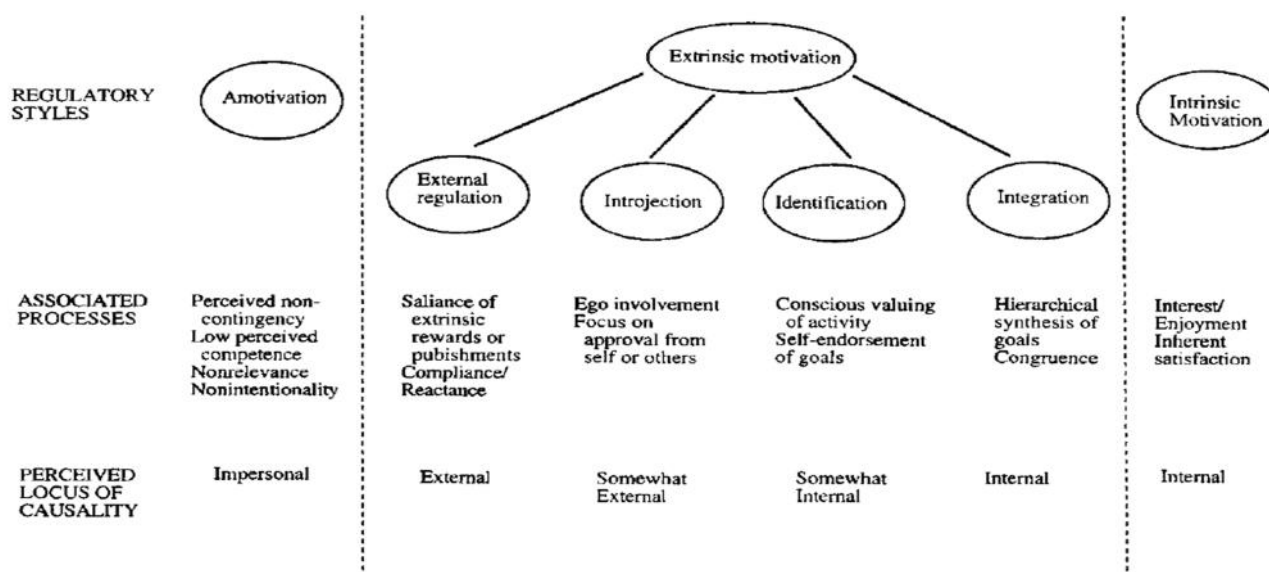 Extrinsic motivation
REGULATORY
STYLES
Amotivation
Intrinsic
Motivation
External
regulation
Introjection
Identification
Integration
ASSOCIATED
PROCESSES
Perceived non-
contingency
Low perceived
competence
Nonrelevance
Nonintentionality
Saliance of
extrinsic
rewards or
pubishments
Compliance/
Reactance
Ego involvement
Focus on
approval from
self or others
Conscious valuing
of activity
Self-endorsement
of goals
Hierarchical
synthesis of
goals
Congruence
Interest/
Enjoyment
Inherent
satisfaction
PERCEIVED
LOCUS OF
CAUSALITY
Impersonal
External
Somewhat
External
Somewhat
Internal
Internal
Internal